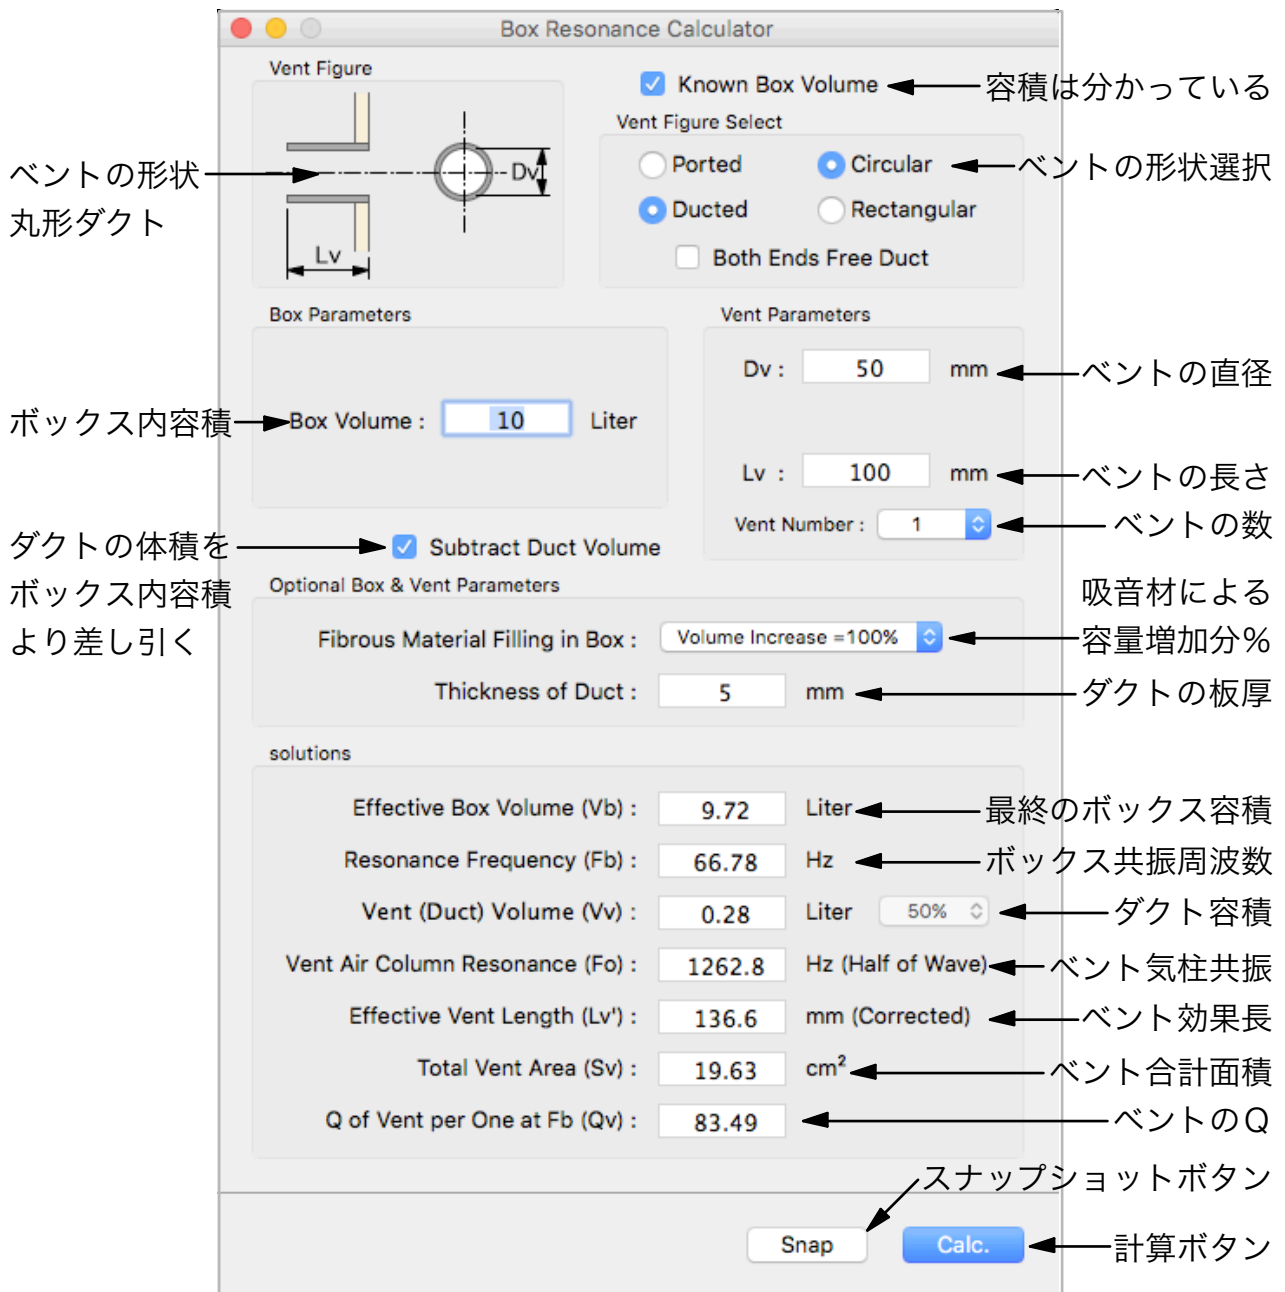 Box Resonance Calculator
Vent Figure
Known Box Volume
容積は分かっている
Vent Figure Select
Ported
Circular
ベントの形状選択
ベントの形状
丸形ダクト
Dv
Ducted
Rectangular
Lv
Both Ends Free Duct
Box Parameters
Vent Parameters
Dv :
50
mm
ベントの直径
ボックス内容積
Box Volume :
10
Liter
Lv :
100
mm
ベントの長さ
Vent Number :
1
ベントの数
ダクトの体積を
ボックス内容積
より差し引く
Subtract Duct Volume
Optional Box & Vent Parameters
吸音材による
容量増加分%
Fibrous Material Filling in Box :
Volume Increase =100%
Thickness of Duct :
5
mm
ダクトの板厚
solutions
Effective Box Volume (Vb) :
9.72
Liter
最終のボックス容積
Resonance Frequency (Fb) :
66.78
Hz
ボックス共振周波数
Vent (Duct) Volume (Vv) :
0.28
Liter
50%
ダクト容積
Vent Air Column Resonance (Fo) :
1262.8
Hz (Half of Wave)
ベント気柱共振
Effective Vent Length (Lv') :
136.6
mm (Corrected)
ベント効果長
Total Vent Area (Sv) :
19.63
cm²
ベント合計面積
Q of Vent per One at Fb (Qv) :
83.49
ベントのQ
スナップショットボタン
Snap
Calc.
計算ボタン